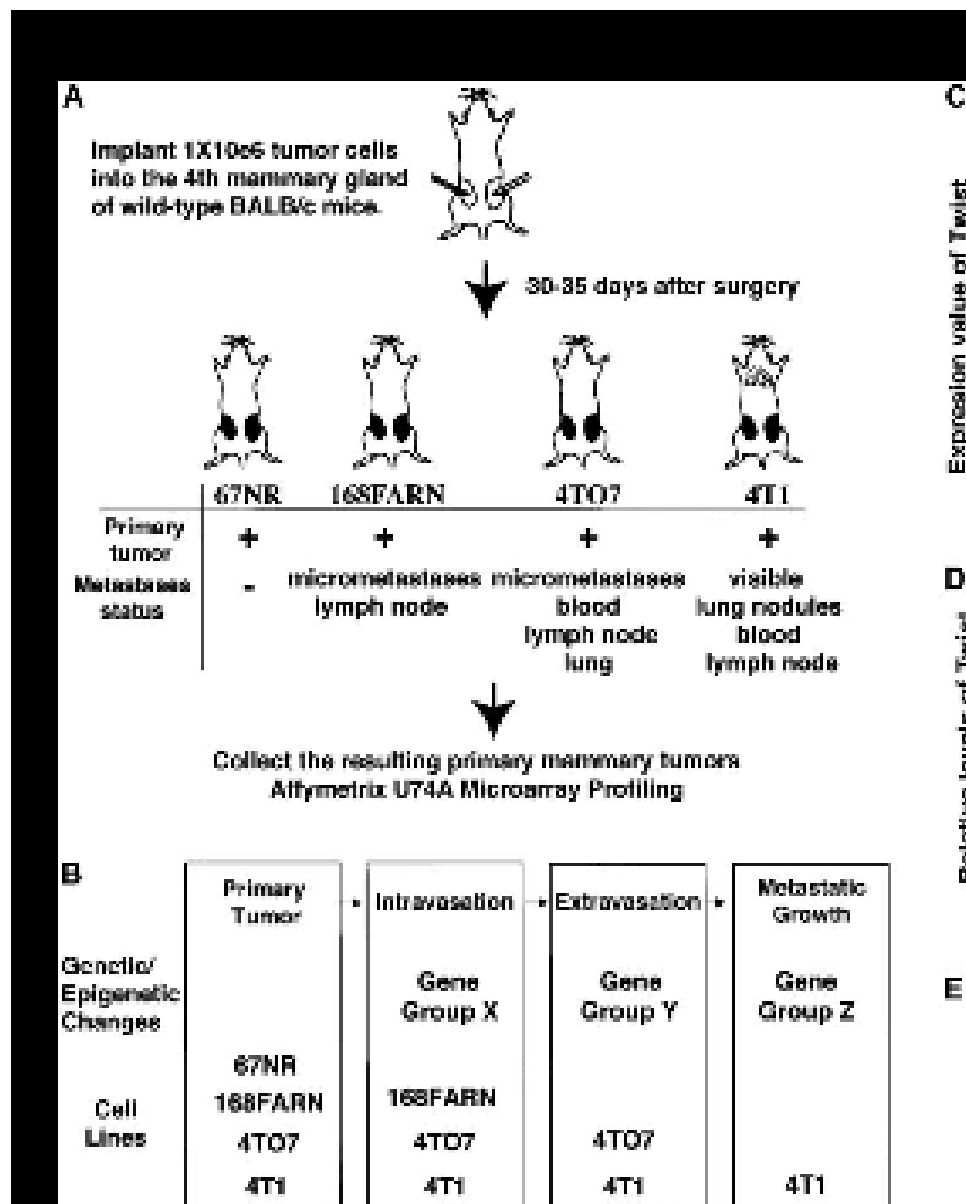 A
Implant 1X10e6 tumor cells
into the 4th mammary gland
of wild-type BALB/c mice.
30-35 days after surgery
67NR 168FARN 4TO7 4T1
Primary
tumor
+ + + +
Metastases
status
-
micrometastases
lymph node
micrometastases
blood
lymph node
lung
visible
lung nodules
blood
lymph node
Collect the resulting primary mammary tumors
Affymetrix U74A Microarray Profiling
B
Primary
Tumor
Intravasation
Extravasation
Metastatic
Growth
Genetic/
Epigenetic
Changes
Gene
Group X
Gene
Group Y
Gene
Group Z
Cell
Lines
67NR
168FARN
4TO7
4T1
168FARN
4TO7
4T1
4TO7
4T1
4T1
C
Expression value of Twist
D
E